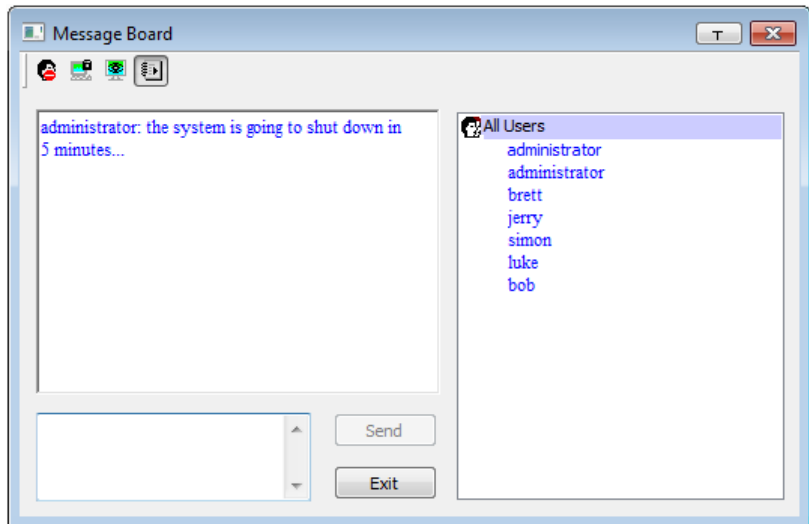 Message Board
administrator: the system is going to shut down in
5 minutes...
All Users
administrator
administrator
brett
jerry
simon
luke
bob
Send
Exit